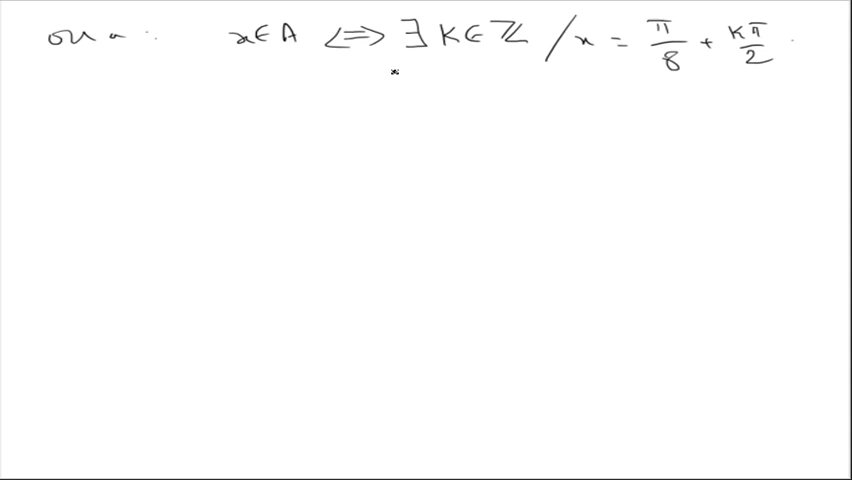 on a : x∈A ⟺ ∃ K∈ℤ / x = π/8 + Kπ/2 .